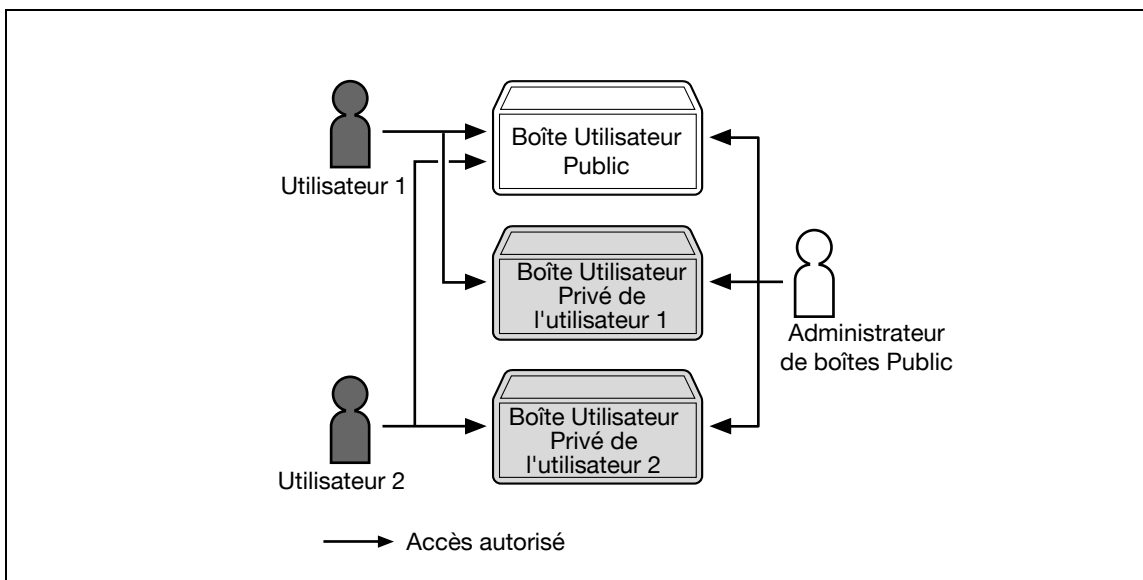 Boîte Utilisateur
Public
Utilisateur 1
Boîte Utilisateur
Privé de
l'utilisateur 1
Administrateur
de boîtes Public
Boîte Utilisateur
Privé de
l'utilisateur 2
Utilisateur 2
Accès autorisé